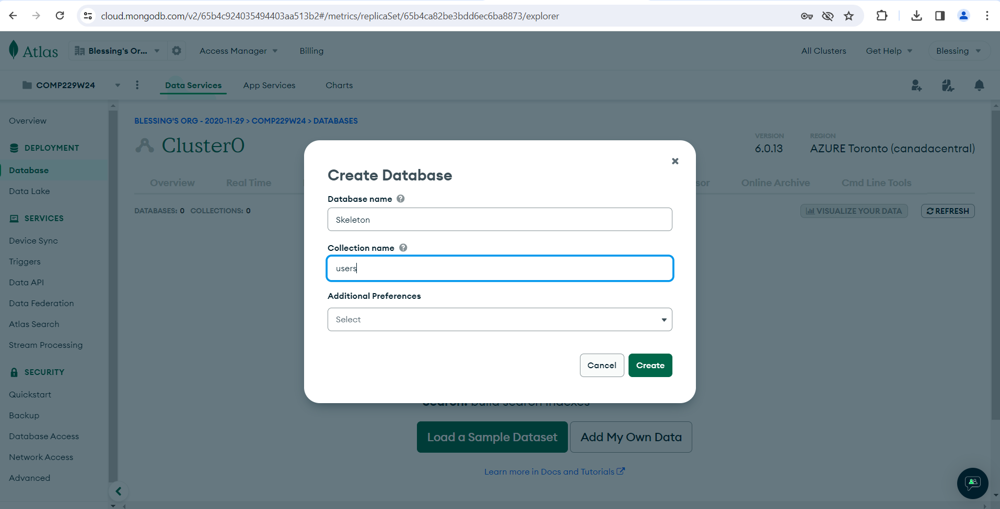 cloud.mongodb.com/v2/65b4c924035494403aa513b2#/metrics/replicaSet/65b4ca82be3bdd6ec6ba8873/explorer
Atlas
Blessing's Or...
Access Manager
Billing
All Clusters
Get Help
Blessing
COMP229W24
Data Services
App Services
Charts
Overview
DEPLOYMENT
Database
Data Lake
SERVICES
Device Sync
Triggers
Data API
Data Federation
Atlas Search
Stream Processing
SECURITY
Quickstart
Backup
Database Access
Network Access
Advanced
BLESSING'S ORG - 2020-11-29 > COMP229W24 > DATABASES
Cluster0
VERSION
6.0.13
REGION
AZURE Toronto (canadacentral)
Overview
Real Time
sor
Online Archive
Cmd Line Tools
DATABASES: 0 COLLECTIONS: 0
VISUALIZE YOUR DATA
REFRESH
Create Database
Database name
Skeleton
Collection name
users
Additional Preferences
Select
Cancel
Create
Search: build search indexes
Load a Sample Dataset
Add My Own Data
Learn more in Docs and Tutorials